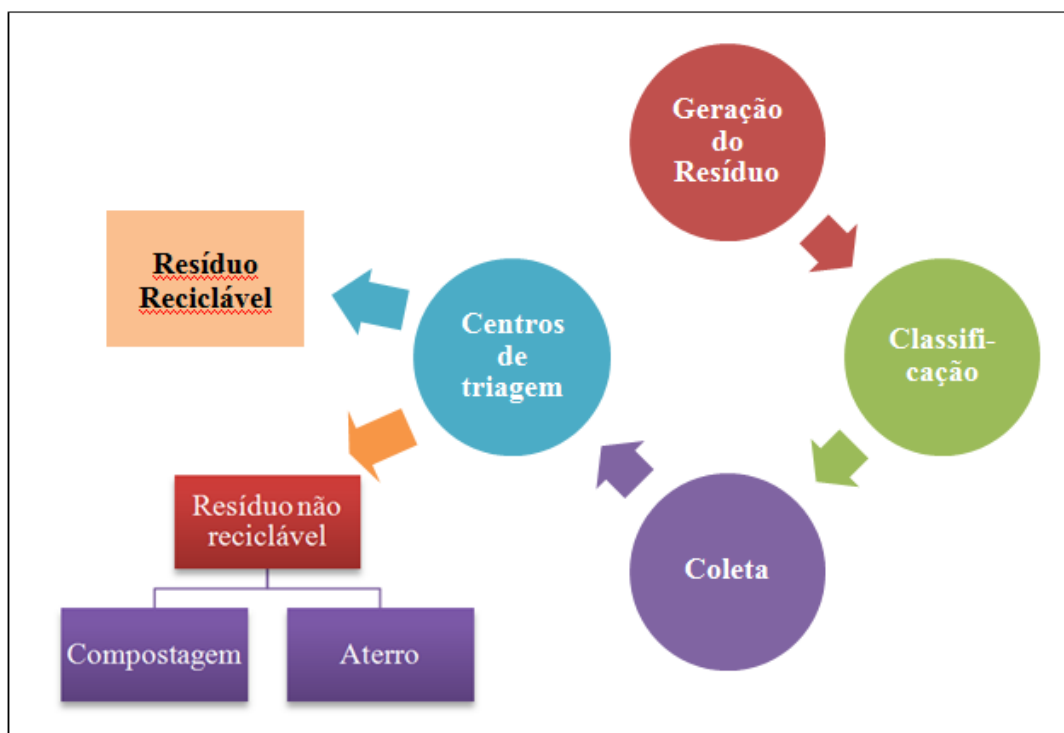 Geração
do
Resíduo
Classifi-
cação
Coleta
Centros
de
triagem
Resíduo
Reciclável
Resíduo não
reciclável
Compostagem
Aterro